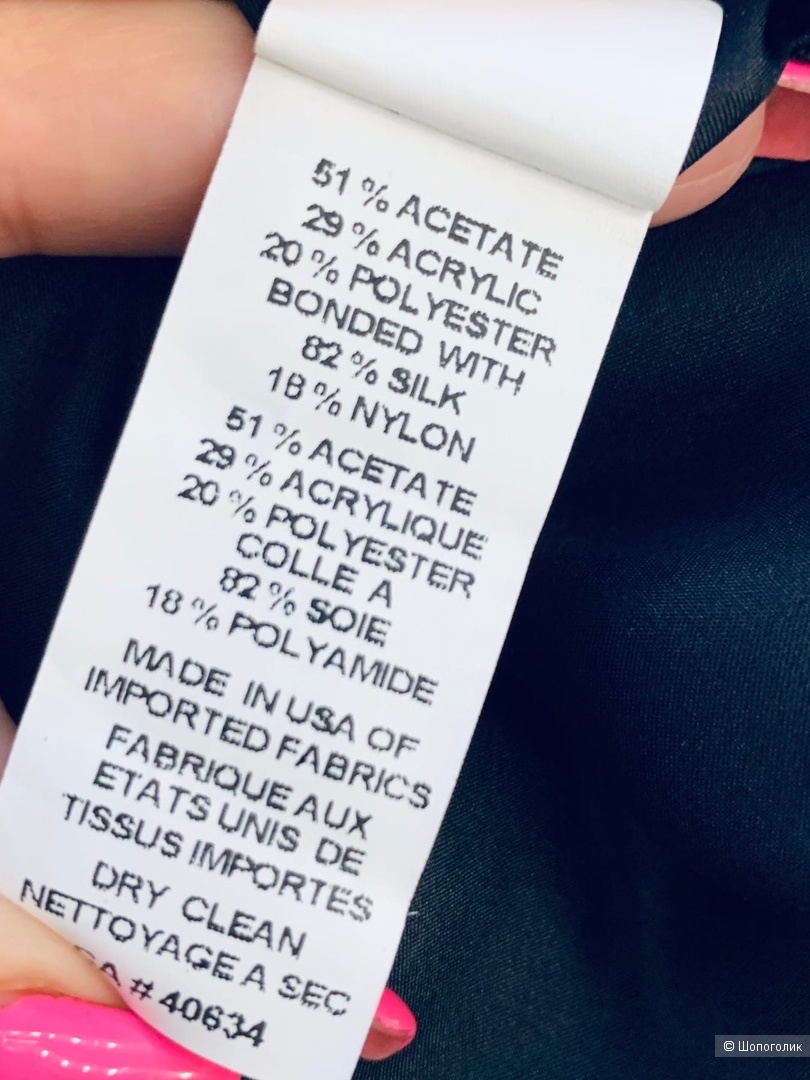 51 % ACETATE
29 % ACRYLIC
20 % POLYESTER
BONDED WITH
82 % SILK
18 % NYLON
51 % ACETATE
29 % ACRYLIQUE
20 % POLYESTER
COLLE A
82 % SOIE
18 % POLYAMIDE
MADE IN USA OF
IMPORTED FABRICS
FABRIQUE AUX
ETATS UNIS DE
TISSUS IMPORTES
DRY CLEAN
NETTOYAGE A SEC
# 40634
© Шопоголик